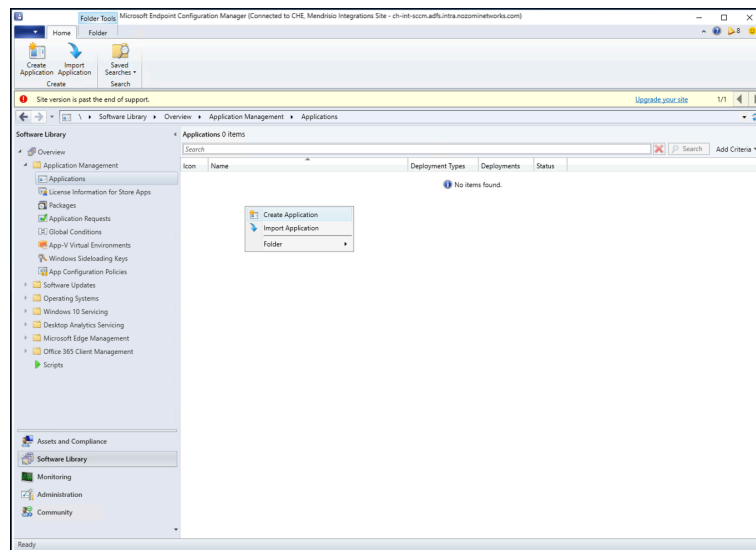 Folder Tools Microsoft Endpoint Configuration Manager (Connected to CHE, Mendrisio Integrations Site - ch-int-sccm.adfs.intra.nozominetworks.com)
Home Folder
8
Create Application
Import Application
Saved Searches
Create Search
Site version is past the end of support. Upgrade your site 1/1
\ Software Library Overview Application Management Applications
Software Library
Applications 0 items
Search Search Add Criteria
Icon Name Deployment Types Deployments Status
No items found.
Overview
Application Management
Applications
License Information for Store Apps
Packages
Application Requests
Global Conditions
App-V Virtual Environments
Windows Sideloading Keys
App Configuration Policies
Software Updates
Operating Systems
Windows 10 Servicing
Desktop Analytics Servicing
Microsoft Edge Management
Office 365 Client Management
Scripts
Create Application
Import Application
Folder
Assets and Compliance
Software Library
Monitoring
Administration
Community
Ready